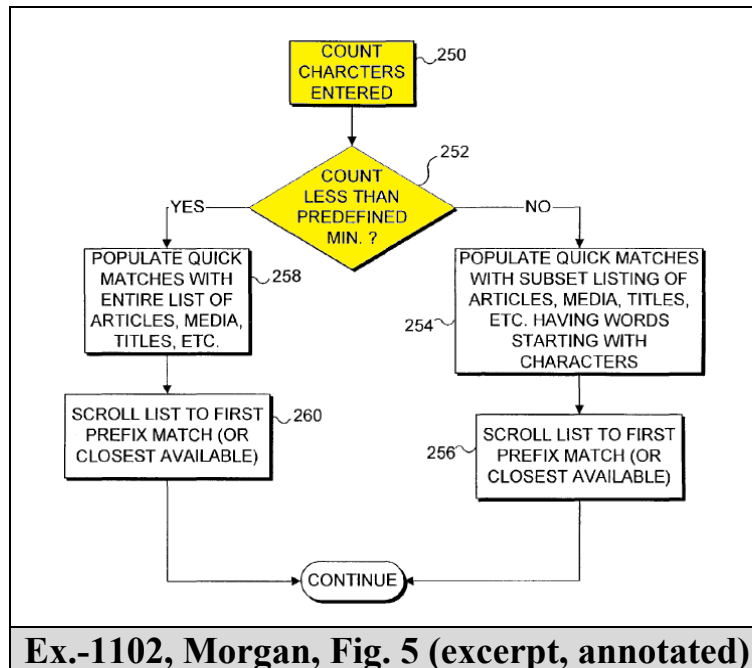 COUNT
CHARCTERS
ENTERED
250
COUNT
LESS THAN
PREDEFINED
MIN. ?
252
YES
NO
POPULATE QUICK
MATCHES WITH
ENTIRE LIST OF
ARTICLES, MEDIA,
TITLES, ETC.
258
POPULATE QUICK MATCHES
WITH SUBSET LISTING OF
ARTICLES, MEDIA, TITLES,
ETC. HAVING WORDS
STARTING WITH
CHARACTERS
254
SCROLL LIST TO FIRST
PREFIX MATCH (OR
CLOSEST AVAILABLE)
260
SCROLL LIST TO FIRST
PREFIX MATCH (OR
CLOSEST AVAILABLE)
256
CONTINUE
Ex.-1102, Morgan, Fig. 5 (excerpt, annotated)